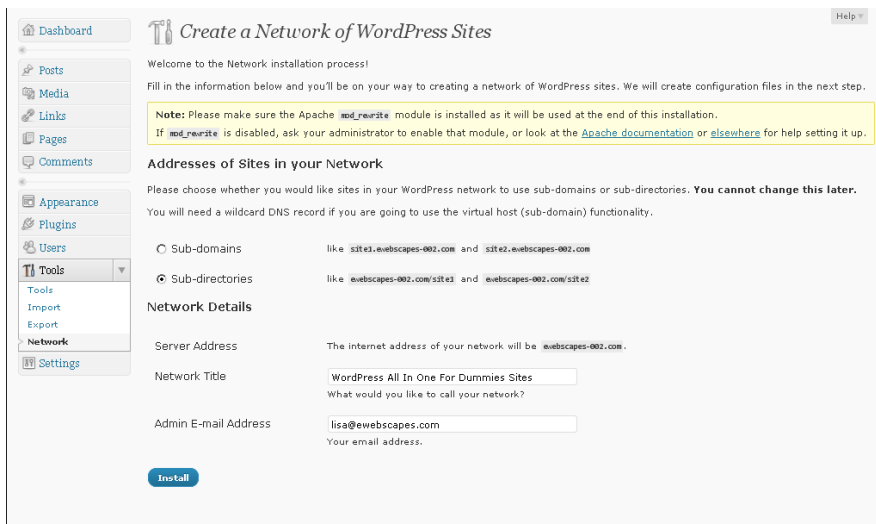 Help
Dashboard
Create a Network of WordPress Sites
Posts
Media
Links
Pages
Comments
Appearance
Plugins
Users
Tools
Tools
Import
Export
Network
Settings
Welcome to the Network installation process!
Fill in the information below and you'll be on your way to creating a network of WordPress sites. We will create configuration files in the next step.
Note: Please make sure the Apache mod_rewrite module is installed as it will be used at the end of this installation.
If mod_rewrite is disabled, ask your administrator to enable that module, or look at the Apache documentation or elsewhere for help setting it up.
Addresses of Sites in your Network
Please choose whether you would like sites in your WordPress network to use sub-domains or sub-directories. You cannot change this later.
You will need a wildcard DNS record if you are going to use the virtual host (sub-domain) functionality.
Sub-domains like site1.ewebscapes-002.com and site2.ewebscapes-002.com
Sub-directories like ewebscapes-002.com/site1 and ewebscapes-002.com/site2
Network Details
Server Address The internet address of your network will be ewebscapes-002.com.
Network Title WordPress All In One For Dummies Sites
What would you like to call your network?
Admin E-mail Address lisa@ewebscapes.com
Your email address.
Install